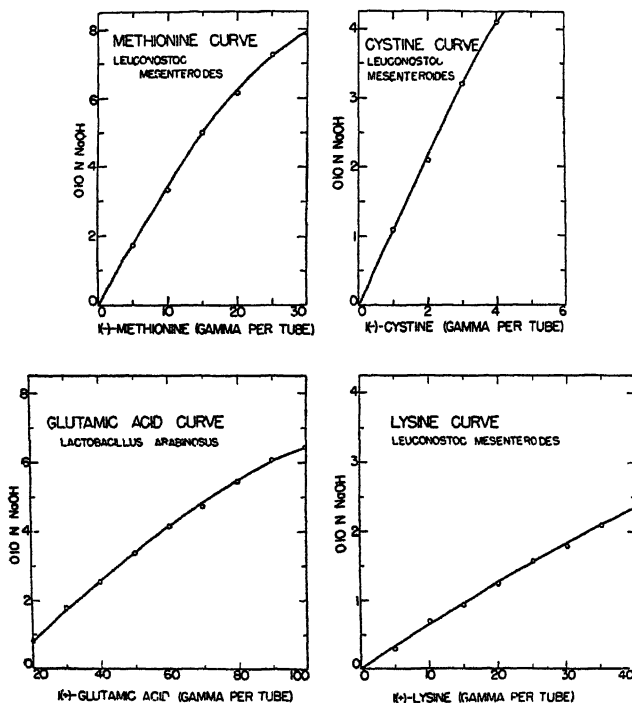 METHIONINE CURVE
LEUCONOSTOC
MESENTERODES
8
6
4
2
0
0.10 N NaOH
0 10 20 30
l(-)-METHIONINE (GAMMA PER TUBE)
CYSTINE CURVE
LEUCONOSTOC
MESENTEROIDES
4
3
2
1
0
0.10 N NaOH
0 2 4 6
l(-)-CYSTINE (GAMMA PER TUBE)
GLUTAMIC ACID CURVE
LACTOBACILLUS ARABINOSUS
8
6
4
2
0
0.10 N NaOH
20 40 60 80 100
l(+)-GLUTAMIC ACID (GAMMA PER TUBE)
LYSINE CURVE
LEUCONOSTOC MESENTERODES
4
3
2
1
0
0.10 N NaOH
0 10 20 30 40
l(+)-LYSINE (GAMMA PER TUBE)